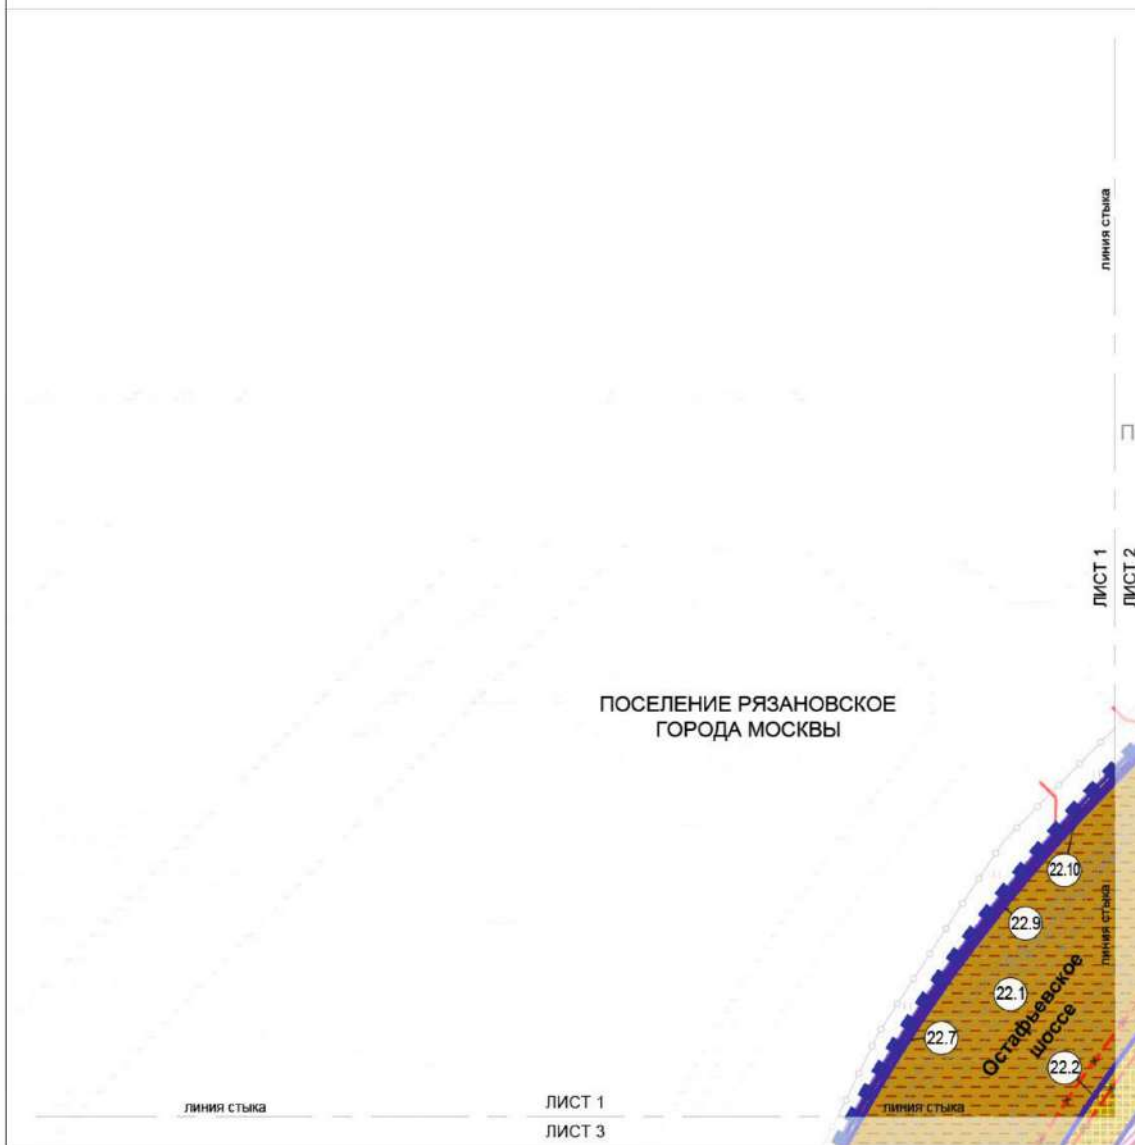 линия стыка
П
ЛИСТ 1
ЛИСТ 2
ПОСЕЛЕНИЕ РЯЗАНОВСКОЕ
ГОРОДА МОСКВЫ
22.10
линия стыка
22.9
22.1
Остафьевское
шоссе
22.7
22.2
линия стыка
ЛИСТ 1
линия стыка
ЛИСТ 3